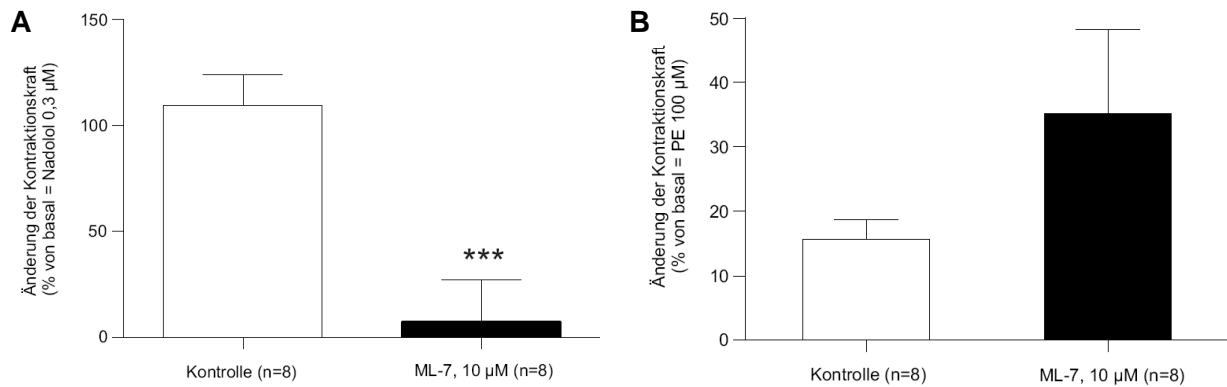 A
Änderung der Kontraktionskraft
(% von basal = Nadolol 0,3 µM)
150
100
50
0
***
Kontrolle (n=8)
ML-7, 10 µM (n=8)
B
Änderung der Kontraktionskraft
(% von basal = PE 100 µM)
50
40
30
20
10
0
Kontrolle (n=8)
ML-7, 10 µM (n=8)